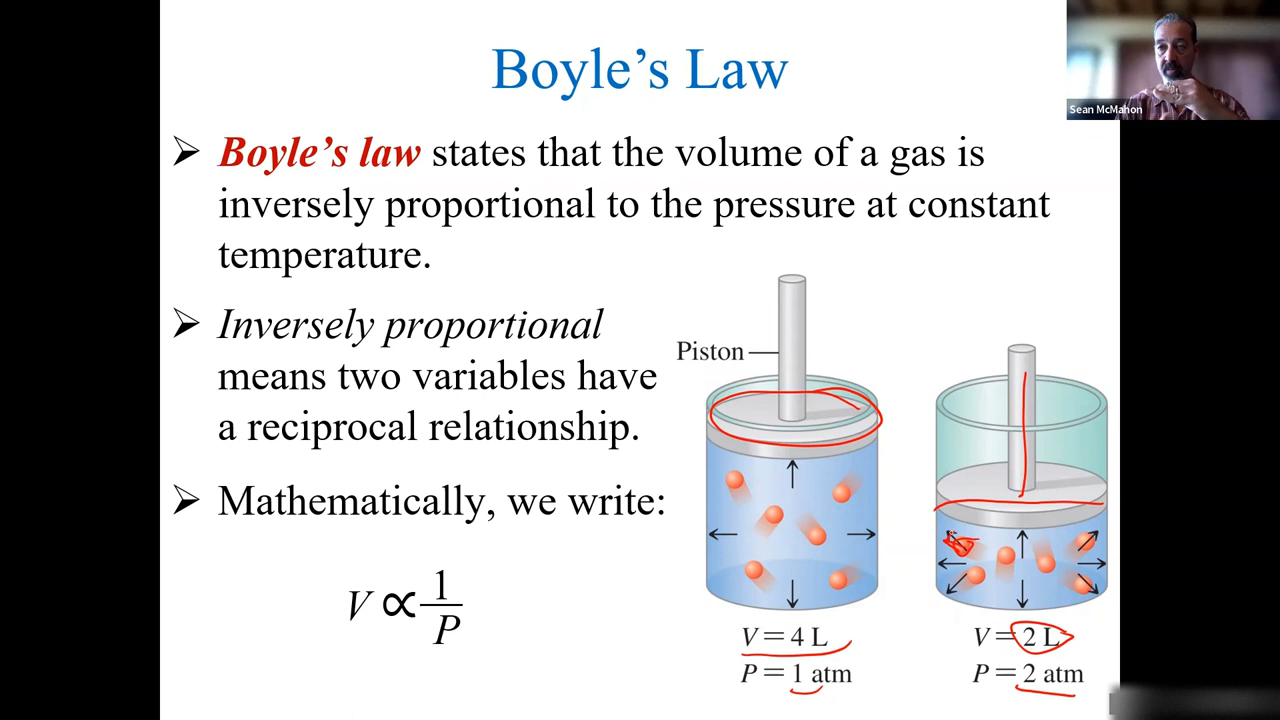 Boyle’s Law
Sean McMahon
➢ Boyle’s law states that the volume of a gas is
inversely proportional to the pressure at constant
temperature.
➢ Inversely proportional
means two variables have
a reciprocal relationship.
➢ Mathematically, we write:
V ∝ 1/P
Piston
V = 4 L
P = 1 atm
V = 2 L
P = 2 atm